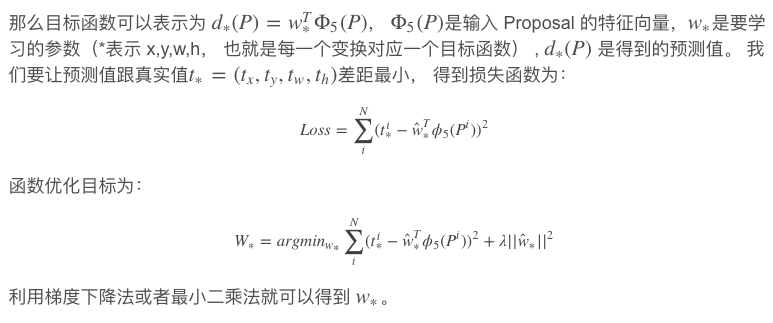 那么目标函数可以表示为 d_*(P) = w_*^T Φ_5(P)， Φ_5(P)是输入 Proposal 的特征向量，w_*是要学
习的参数（*表示 x,y,w,h， 也就是每一个变换对应一个目标函数）, d_*(P) 是得到的预测值。 我
们要让预测值跟真实值t_* = (t_x, t_y, t_w, t_h)差距最小， 得到损失函数为：
Loss = \sum_i^N (t_*^i − \hat{w}_*^T ϕ_5(P^i))^2
函数优化目标为：
W_* = argmin_{w_*} \sum_i^N (t_*^i − \hat{w}_*^T ϕ_5(P^i))^2 + λ||\hat{w}_*||^2
利用梯度下降法或者最小二乘法就可以得到 w_*。